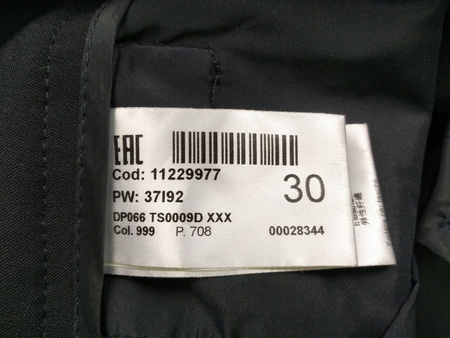 EAC
Cod: 11229977
PW: 37I92
30
DP066 TS0009D XXX
Col. 999 P. 708 00028344